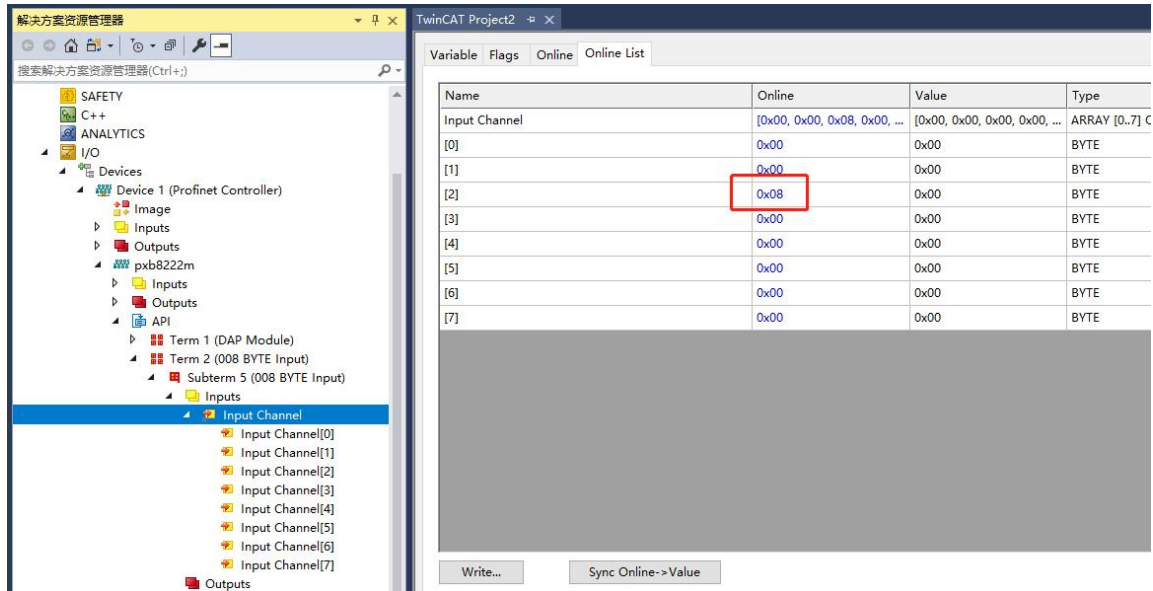 解决方案资源管理器
搜索解决方案资源管理器(Ctrl+;)
SAFETY
C++
ANALYTICS
I/O
Devices
Device 1 (Profinet Controller)
Image
Inputs
Outputs
pxb8222m
Inputs
Outputs
API
Term 1 (DAP Module)
Term 2 (008 BYTE Input)
Subterm 5 (008 BYTE Input)
Inputs
Input Channel
Input Channel[0]
Input Channel[1]
Input Channel[2]
Input Channel[3]
Input Channel[4]
Input Channel[5]
Input Channel[6]
Input Channel[7]
Outputs
TwinCAT Project2
Variable Flags Online Online List
Name Online Value Type
Input Channel [0x00, 0x00, 0x08, 0x00, ... [0x00, 0x00, 0x00, 0x00, ... ARRAY [0..7] O
[0] 0x00 0x00 BYTE
[1] 0x00 0x00 BYTE
[2] 0x08 0x00 BYTE
[3] 0x00 0x00 BYTE
[4] 0x00 0x00 BYTE
[5] 0x00 0x00 BYTE
[6] 0x00 0x00 BYTE
[7] 0x00 0x00 BYTE
Write... Sync Online->Value